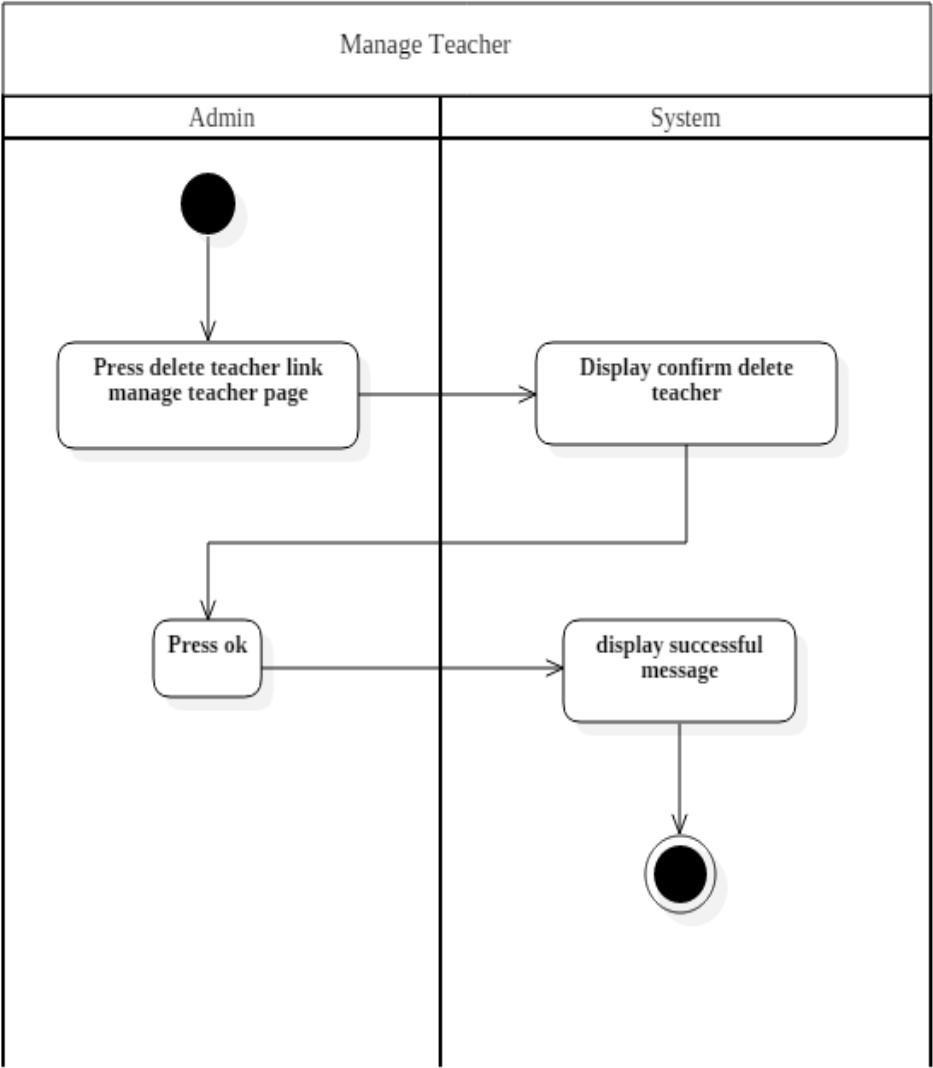 Manage Teacher
Admin
System
Press delete teacher link
manage teacher page
Display confirm delete
teacher
Press ok
display successful
message